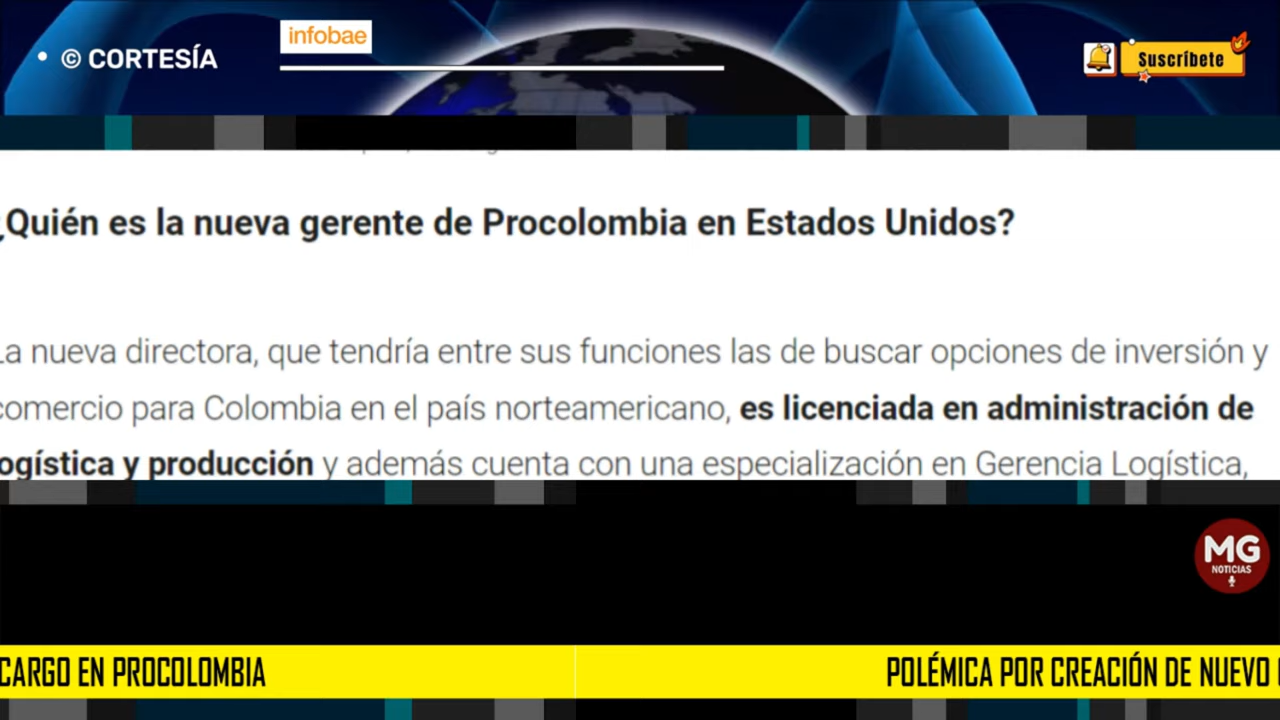 © CORTESÍA
infobae
Suscríbete
¿Quién es la nueva gerente de Procolombia en Estados Unidos?
La nueva directora, que tendría entre sus funciones las de buscar opciones de inversión y
comercio para Colombia en el país norteamericano, es licenciada en administración de
logística y producción y además cuenta con una especialización en Gerencia Logística,
MG
NOTICIAS
CARGO EN PROCOLOMBIA
POLÉMICA POR CREACIÓN DE NUEVO